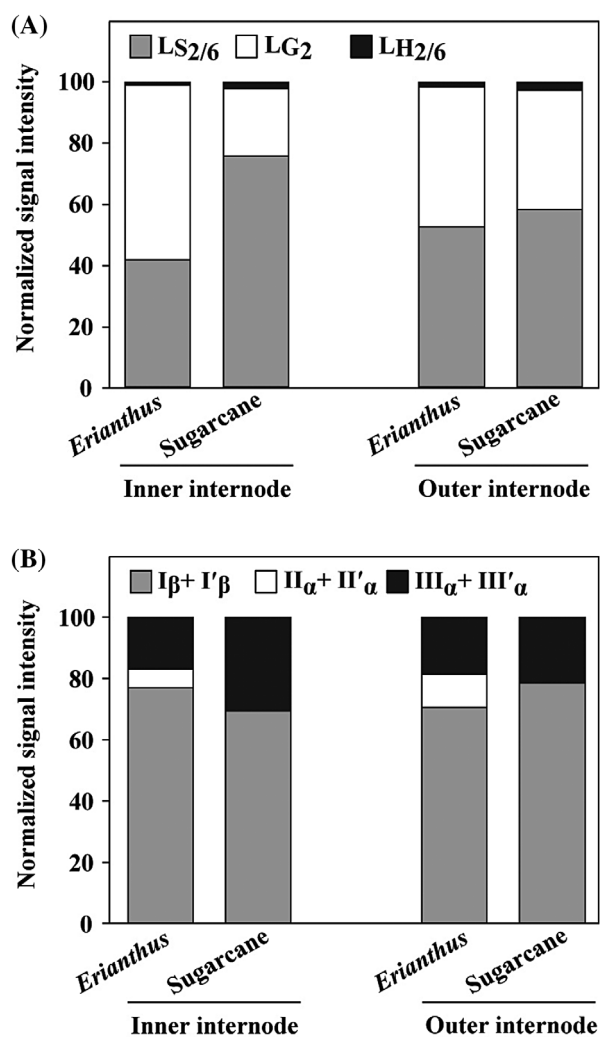 (A)
LS2/6 LG2 LH2/6
Normalized signal intensity
100
80
60
40
20
0
Erianthus Sugarcane Erianthus Sugarcane
Inner internode Outer internode
(B)
Iβ+ I′β IIα+ II′α IIIα+ III′α
Normalized signal intensity
100
80
60
40
20
0
Erianthus Sugarcane Erianthus Sugarcane
Inner internode Outer internode